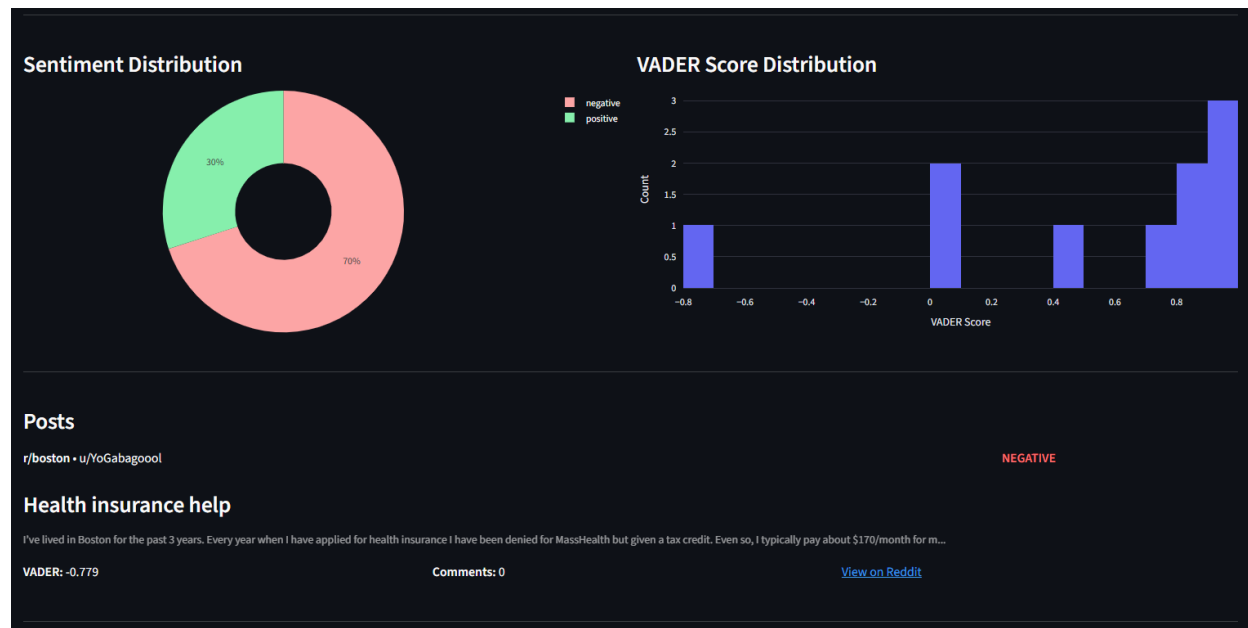 Sentiment Distribution
negative
positive
30%
70%
VADER Score Distribution
3
2.5
2
1.5
1
0.5
0
Count
−0.8
−0.6
−0.4
−0.2
0
0.2
0.4
0.6
0.8
VADER Score
Posts
r/boston • u/YoGabagoool
NEGATIVE
Health insurance help
I've lived in Boston for the past 3 years. Every year when I have applied for health insurance I have been denied for MassHealth but given a tax credit. Even so, I typically pay about $170/month for m...
VADER: -0.779
Comments: 0
View on Reddit